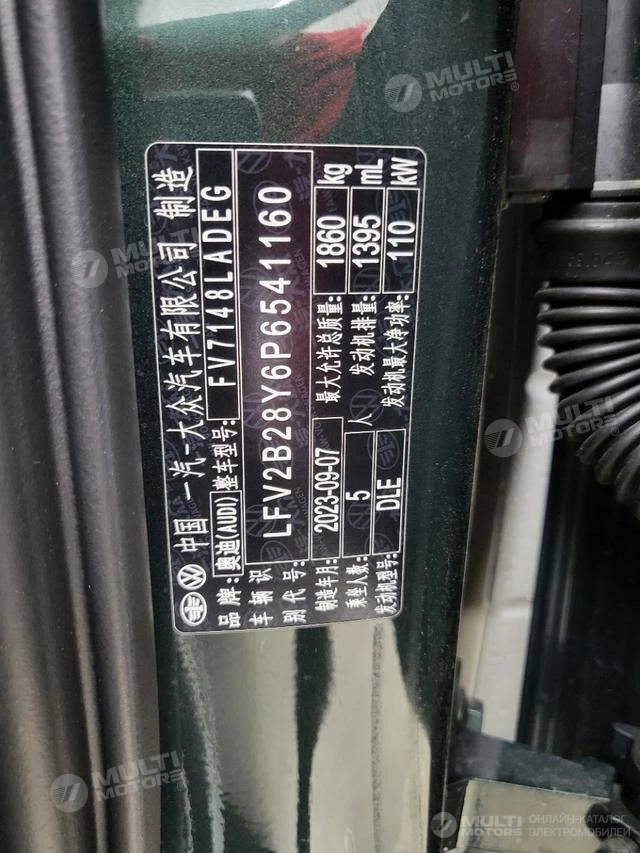 中国 一汽-大众汽车有限公司 制造
品牌: 奥迪(AUDI) 整车型号: FV7148LADEG
车辆识别代号: LFV2B28Y6P6541160
制造年月: 2023-09-07 最大允许总质量: 1860 kg
乘坐人数: 5 人 发动机排量: 1395 mL
发动机型号: DLE 发动机最大净功率: 110 kW
MULTI MOTORS
MULTI MOTORS
MULTI MOTORS
MULTI MOTORS
MULTI MOTORS
ОНЛАЙН-КАТАЛОГ
ЭЛЕКТРОМОБИЛЕЙ